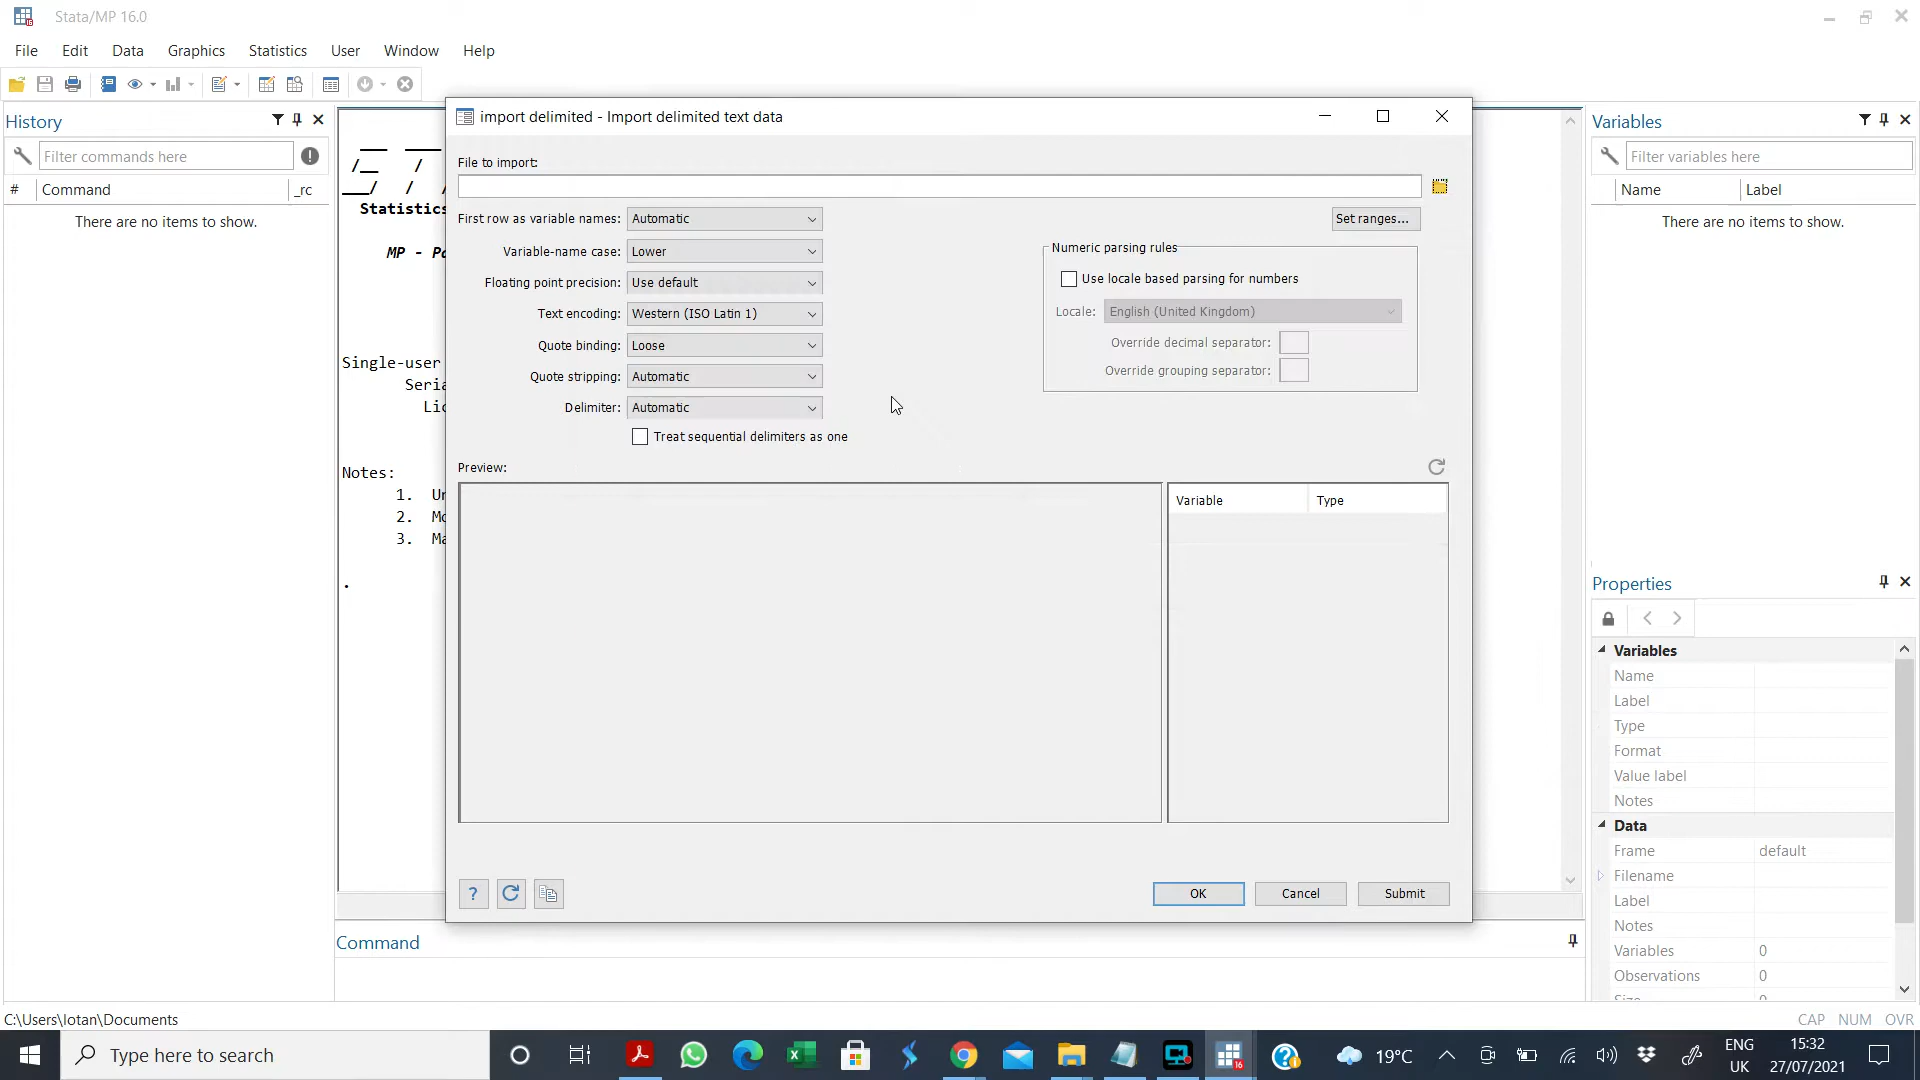 Stata/MP 16.0
File Edit Data Graphics Statistics User Window Help
History
Filter commands here
# Command _rc
There are no items to show.
Statistics
MP - Pa
Single-user
Seria
Lic
Notes:
1. Un
2. Mo
3. Ma
.
import delimited - Import delimited text data
File to import:
First row as variable names: Automatic
Set ranges...
Variable-name case: Lower
Floating point precision: Use default
Text encoding: Western (ISO Latin 1)
Quote binding: Loose
Quote stripping: Automatic
Delimiter: Automatic
Treat sequential delimiters as one
Numeric parsing rules
Use locale based parsing for numbers
Locale: English (United Kingdom)
Override decimal separator:
Override grouping separator:
Preview:
Variable Type
? OK Cancel Submit
Variables
Filter variables here
Name Label
There are no items to show.
Properties
Variables
Name
Label
Type
Format
Value label
Notes
Data
Frame default
Filename
Label
Notes
Variables 0
Observations 0
Command
C:\Users\lotan\Documents
CAP NUM OVR
Type here to search
16
19°C
ENG
UK
15:32
27/07/2021